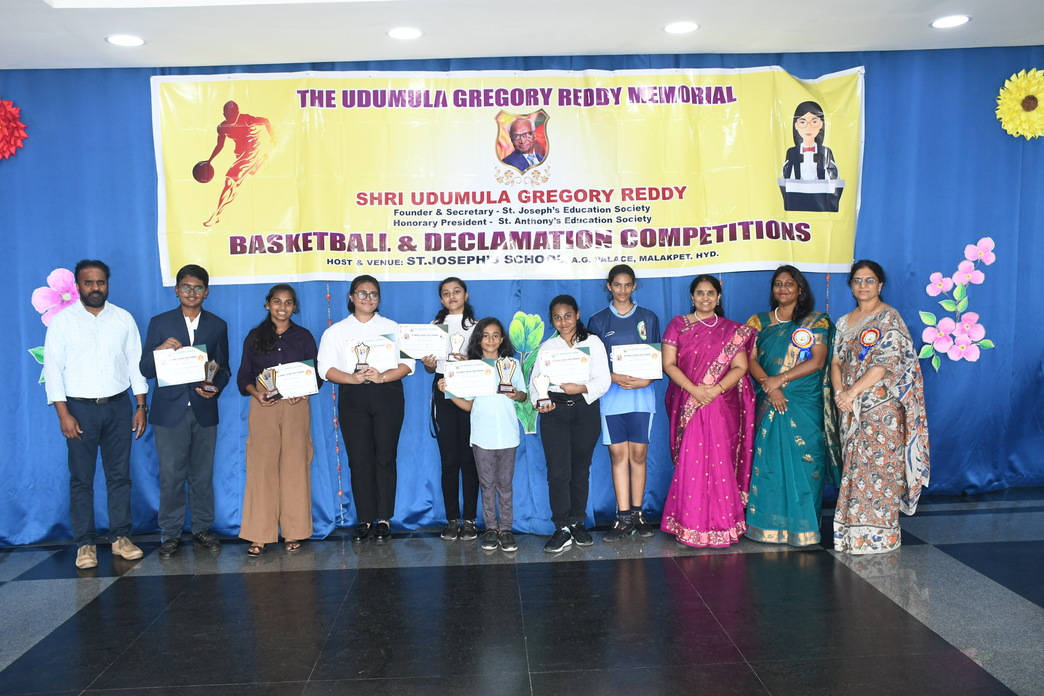 THE UDUMULA GREGORY REDDY MEMORIAL
SHRI UDUMULA GREGORY REDDY
Founder & Secretary - St. Joseph's Education Society
Honorary President - St. Anthony's Education Society
BASKETBALL & DECLAMATION COMPETITIONS
HOST & VENUE: ST.JOSEPH'S SCHOOL, A.G. PALACE, MALAKPET, HYD.